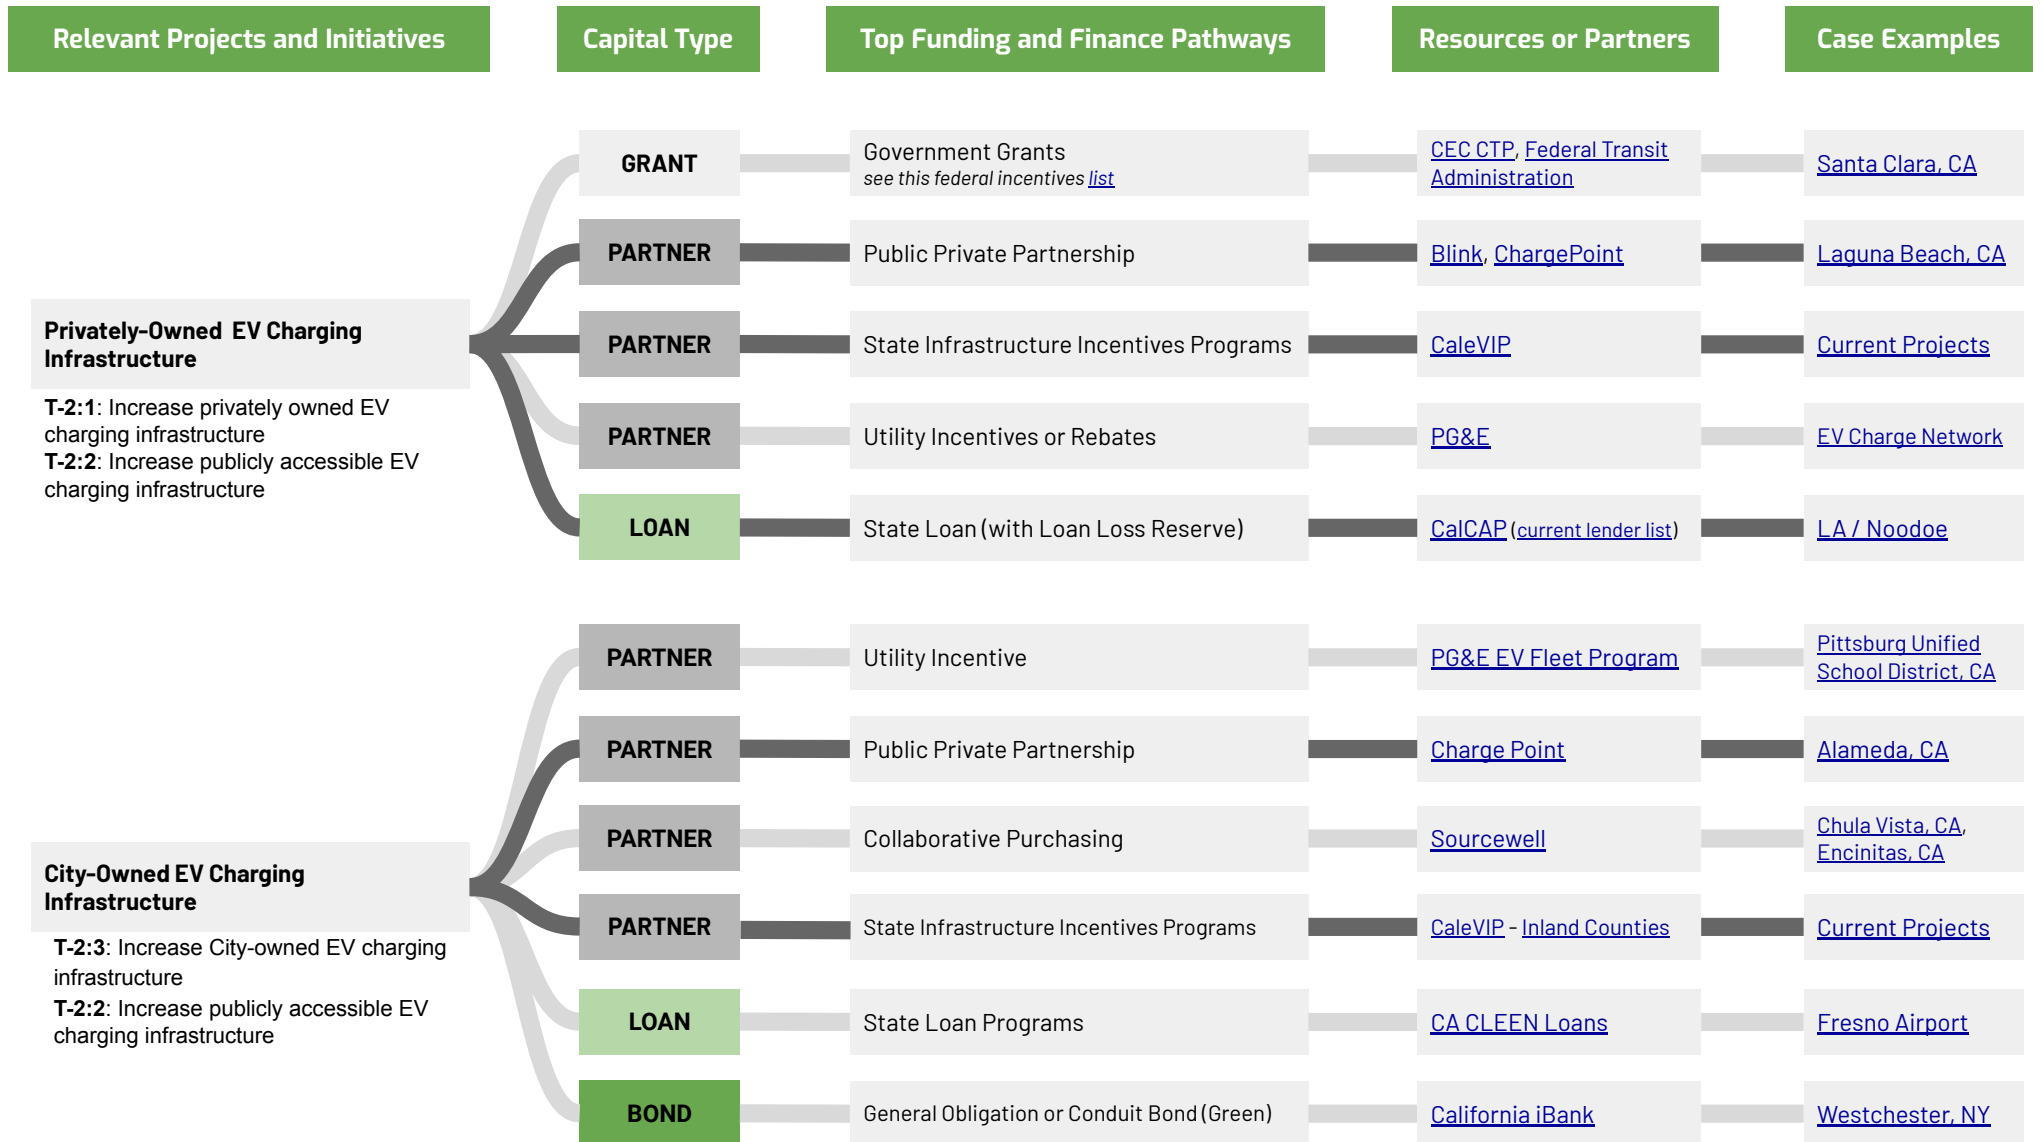 Relevant Projects and Initiatives
Capital Type
Top Funding and Finance Pathways
Resources or Partners
Case Examples
Privately-Owned EV Charging
Infrastructure
T-2:1: Increase privately owned EV
charging infrastructure
T-2:2: Increase publicly accessible EV
charging infrastructure
GRANT
Government Grants
see this federal incentives list
CEC CTP, Federal Transit
Administration
Santa Clara, CA
PARTNER
Public Private Partnership
Blink, ChargePoint
Laguna Beach, CA
PARTNER
State Infrastructure Incentives Programs
CaleVIP
Current Projects
PARTNER
Utility Incentives or Rebates
PG&E
EV Charge Network
LOAN
State Loan (with Loan Loss Reserve)
CalCAP (current lender list)
LA / Noodoe
City-Owned EV Charging
Infrastructure
T-2:3: Increase City-owned EV charging
infrastructure
T-2:2: Increase publicly accessible EV
charging infrastructure
PARTNER
Utility Incentive
PG&E EV Fleet Program
Pittsburg Unified
School District, CA
PARTNER
Public Private Partnership
Charge Point
Alameda, CA
PARTNER
Collaborative Purchasing
Sourcewell
Chula Vista, CA,
Encinitas, CA
PARTNER
State Infrastructure Incentives Programs
CaleVIP - Inland Counties
Current Projects
LOAN
State Loan Programs
CA CLEEN Loans
Fresno Airport
BOND
General Obligation or Conduit Bond (Green)
California iBank
Westchester, NY